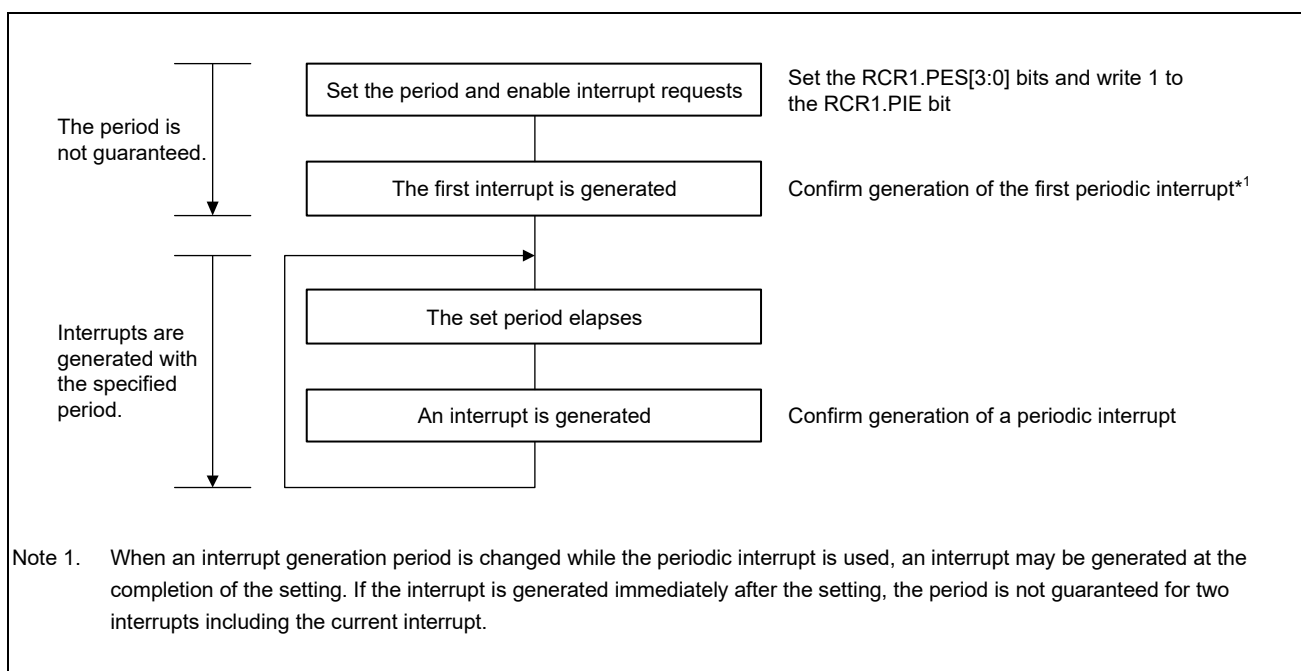 Set the period and enable interrupt requests
Set the RCR1.PES[3:0] bits and write 1 to
the RCR1.PIE bit
The period is
not guaranteed.
The first interrupt is generated
Confirm generation of the first periodic interrupt*1
The set period elapses
Interrupts are
generated with
the specified
period.
An interrupt is generated
Confirm generation of a periodic interrupt
Note 1. When an interrupt generation period is changed while the periodic interrupt is used, an interrupt may be generated at the
completion of the setting. If the interrupt is generated immediately after the setting, the period is not guaranteed for two
interrupts including the current interrupt.